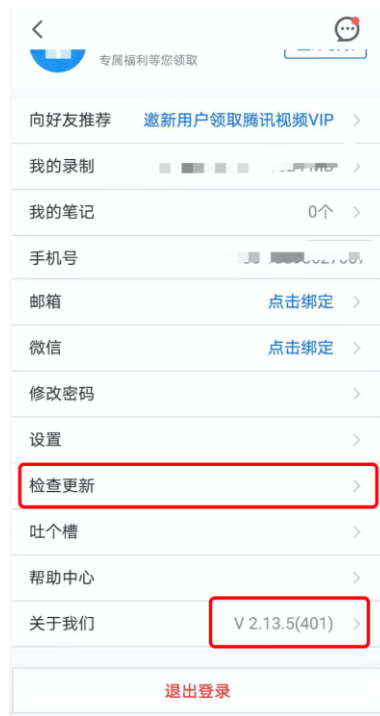 专属福利等您领取
向好友推荐 邀新用户领取腾讯视频VIP
我的录制
我的笔记 0个
手机号
邮箱 点击绑定
微信 点击绑定
修改密码
设置
检查更新
吐个槽
帮助中心
关于我们 V 2.13.5(401)
退出登录